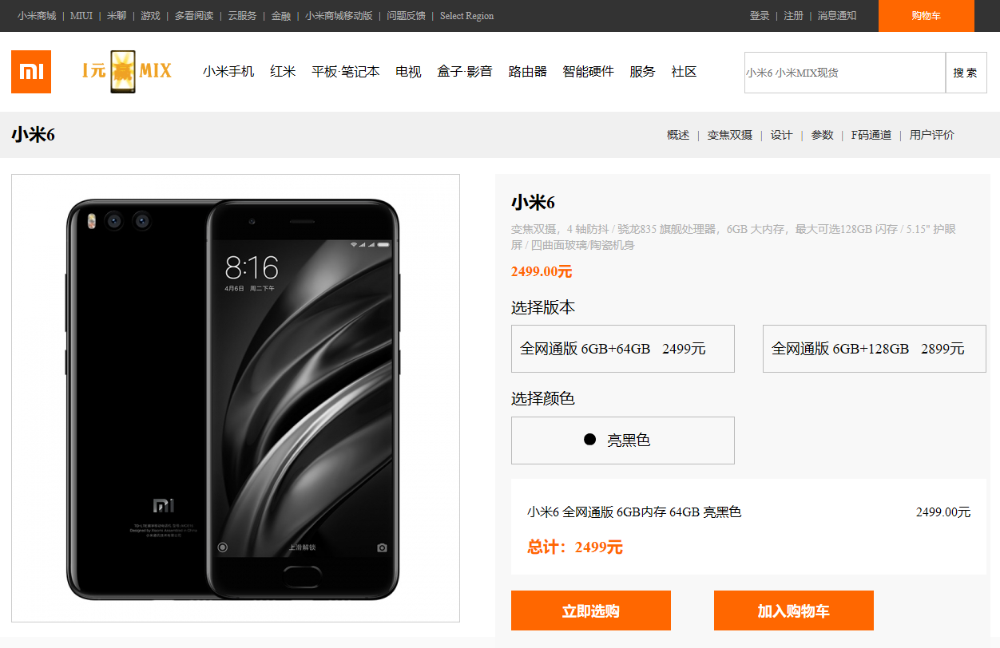 小米商城 | MIUI | 米聊 | 游戏 | 多看阅读 | 云服务 | 金融 | 小米商城移动版 | 问题反馈 | Select Region 登录 | 注册 | 消息通知 购物车
mi 1元 MIX 小米手机 红米 平板·笔记本 电视 盒子·影音 路由器 智能硬件 服务 社区 小米6 小米MIX现货 搜 索
小米6 概述 | 变焦双摄 | 设计 | 参数 | F码通道 | 用户评价
8:16
4月6日 周二下午
mi
上滑解锁
小米6
变焦双摄，4 轴防抖 / 骁龙835 旗舰处理器，6GB 大内存，最大可选128GB 闪存 / 5.15" 护眼
屏 / 四曲面玻璃/陶瓷机身
2499.00元
选择版本
全网通版 6GB+64GB 2499元 全网通版 6GB+128GB 2899元
选择颜色
亮黑色
小米6 全网通版 6GB内存 64GB 亮黑色 2499.00元
总计：2499元
立即选购 加入购物车